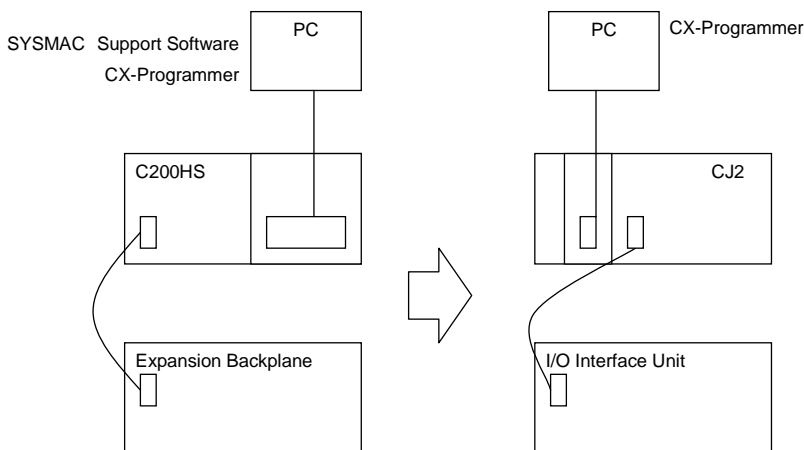 PC
SYSMAC Support Software
CX-Programmer
C200HS
Expansion Backplane
PC
CX-Programmer
CJ2
I/O Interface Unit